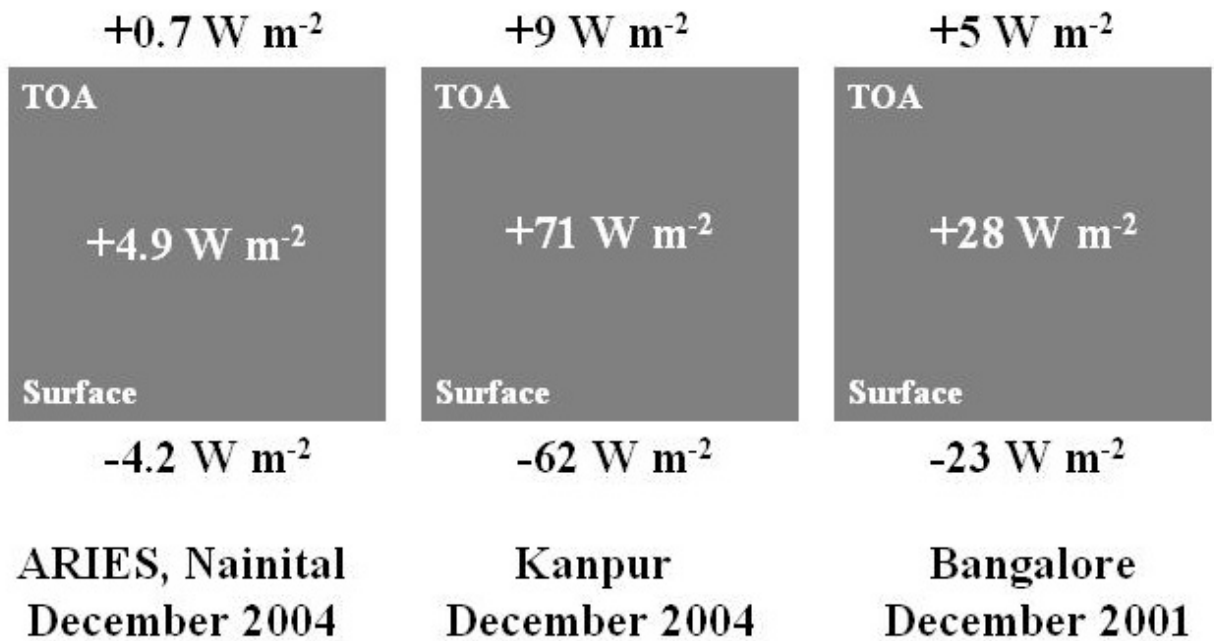 +0.7 W m⁻² +9 W m⁻² +5 W m⁻²
TOA TOA TOA
+4.9 W m⁻² +71 W m⁻² +28 W m⁻²
Surface Surface Surface
-4.2 W m⁻² -62 W m⁻² -23 W m⁻²
ARIES, Nainital Kanpur Bangalore
December 2004 December 2004 December 2001